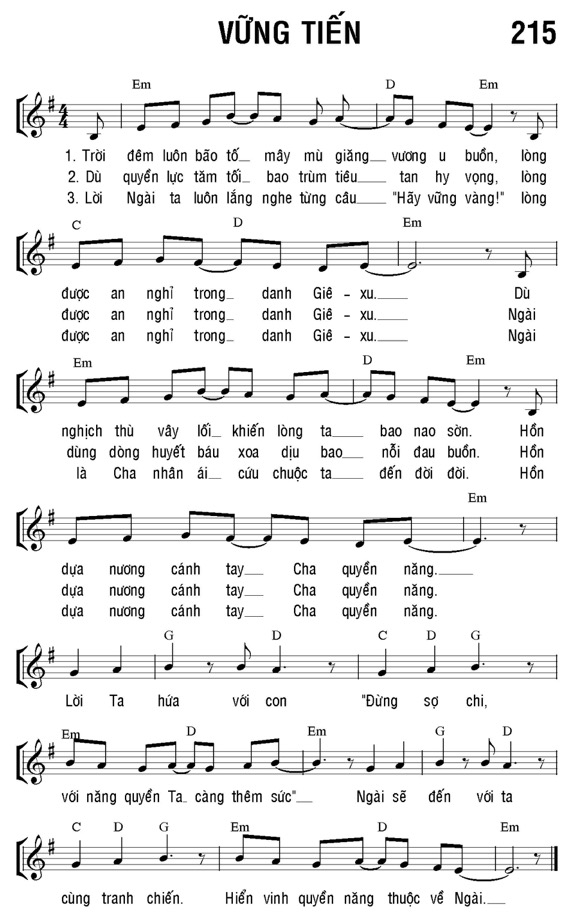 VỮNG TIẾN 215
Em D Em
1. Trời đêm luôn bão tố mây mù giăng vương u buồn, lòng
2. Dù quyền lực tăm tối bao trùm tiêu tan hy vọng, lòng
3. Lời Ngài ta luôn lắng nghe từng câu "Hãy vững vàng!" lòng
C D Em
được an nghỉ trong danh Giê - xu. Dù
được an nghỉ trong danh Giê - xu. Ngài
được an nghỉ trong danh Giê - xu. Ngài
Em D Em
nghịch thù vây lối khiến lòng ta bao nao sờn. Hồn
dùng dòng huyết báu xoa dịu bao nỗi đau buồn. Hồn
là Cha nhân ái cứu chuộc ta đến đời đời. Hồn
Em
dựa nương cánh tay Cha quyền năng.
dựa nương cánh tay Cha quyền năng.
dựa nương cánh tay Cha quyền năng.
G D C D G
Lời Ta hứa với con "Đừng sợ chi,
Em D Em G D
với năng quyền Ta càng thêm sức" Ngài sẽ đến với ta
C D G Em D Em
cùng tranh chiến. Hiển vinh quyền năng thuộc về Ngài.